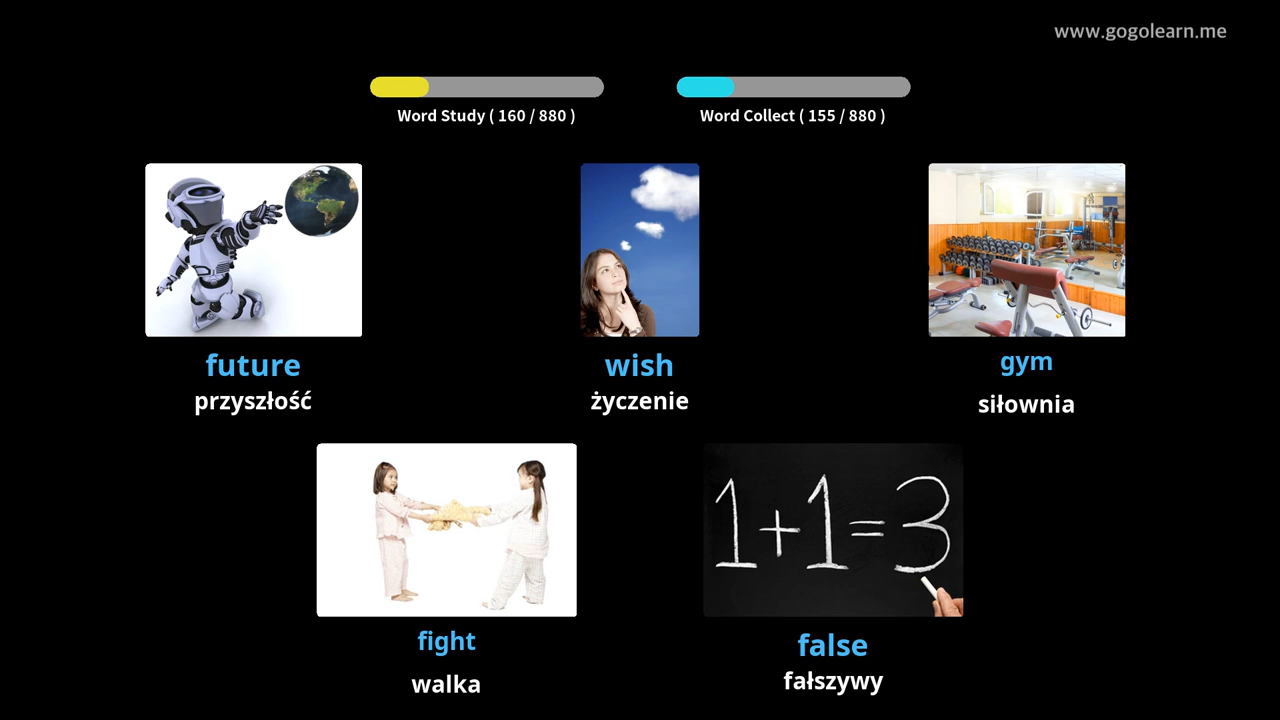 www.gogolearn.me
Word Study ( 160 / 880 )
Word Collect ( 155 / 880 )
future
przyszłość
wish
życzenie
gym
siłownia
1+1=3
fight
walka
false
fałszywy